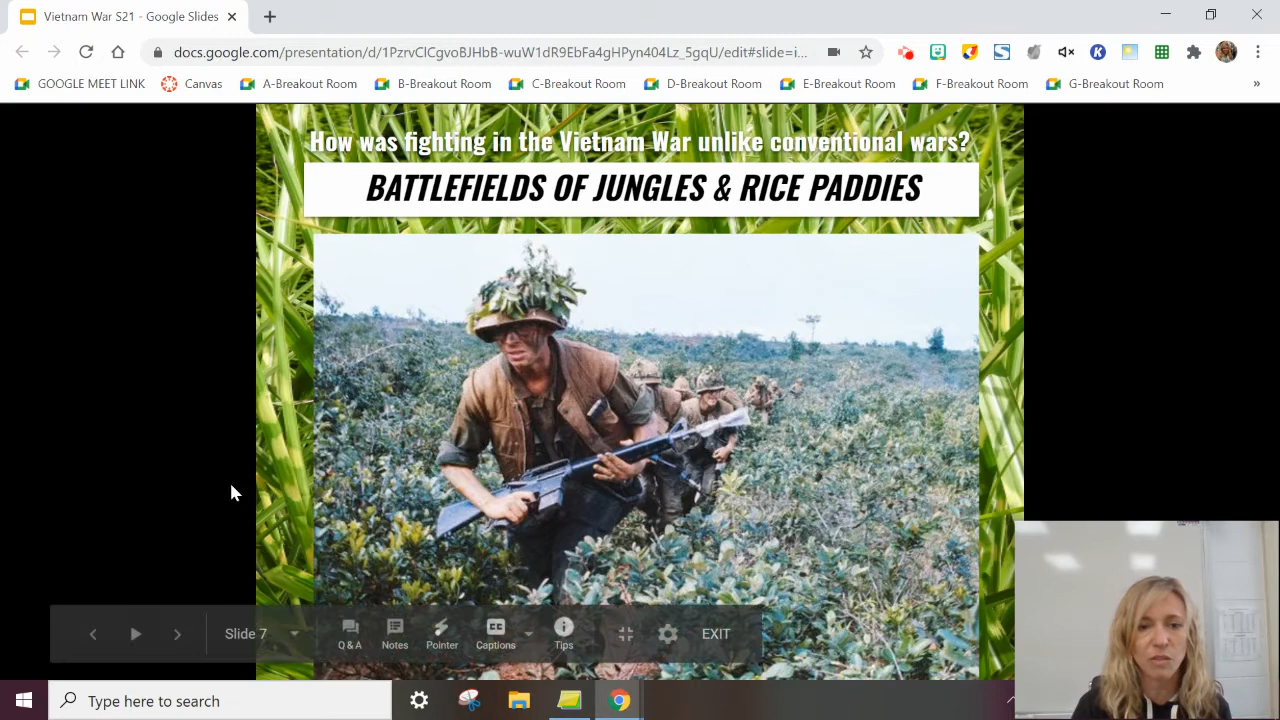 Vietnam War S21 - Google Slides
docs.google.com/presentation/d/1PzrvClCgvoBJHbB-wuW1dR9EbFa4gHPyn404Lz_5gqU/edit#slide=i...
GOOGLE MEET LINK
Canvas
A-Breakout Room
B-Breakout Room
C-Breakout Room
D-Breakout Room
E-Breakout Room
F-Breakout Room
G-Breakout Room
»
How was fighting in the Vietnam War unlike conventional wars?
BATTLEFIELDS OF JUNGLES & RICE PADDIES
Slide 7
Q & A
Notes
Pointer
CC
Captions
Tips
EXIT
Type here to search